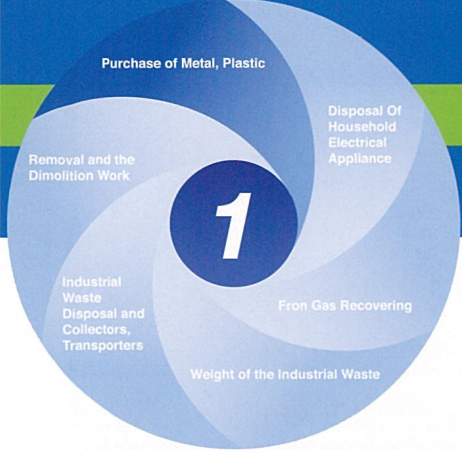 Purchase of Metal, Plastic
Disposal Of
Household
Electrical
Appliance
Removal and the
Dimolition Work
1
Industrial
Waste
Disposal and
Collectors,
Transporters
Fron Gas Recovering
Weight of the Industrial Waste